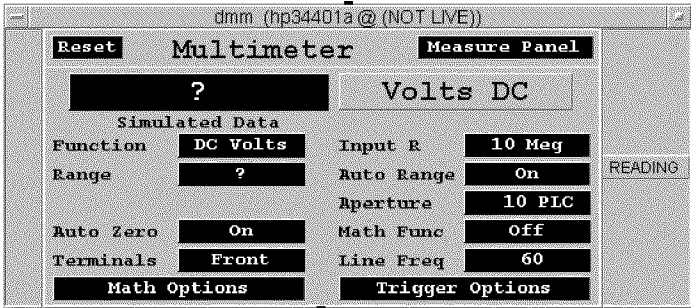 dmm (hp34401a @ (NOT LIVE))
Reset Multimeter Measure Panel
? Volts DC
Simulated Data
Function DC Volts Input R 10 Meg
Range ? Auto Range On
READING
Aperture 10 PLC
Auto Zero On Math Func Off
Terminals Front Line Freq 60
Math Options Trigger Options